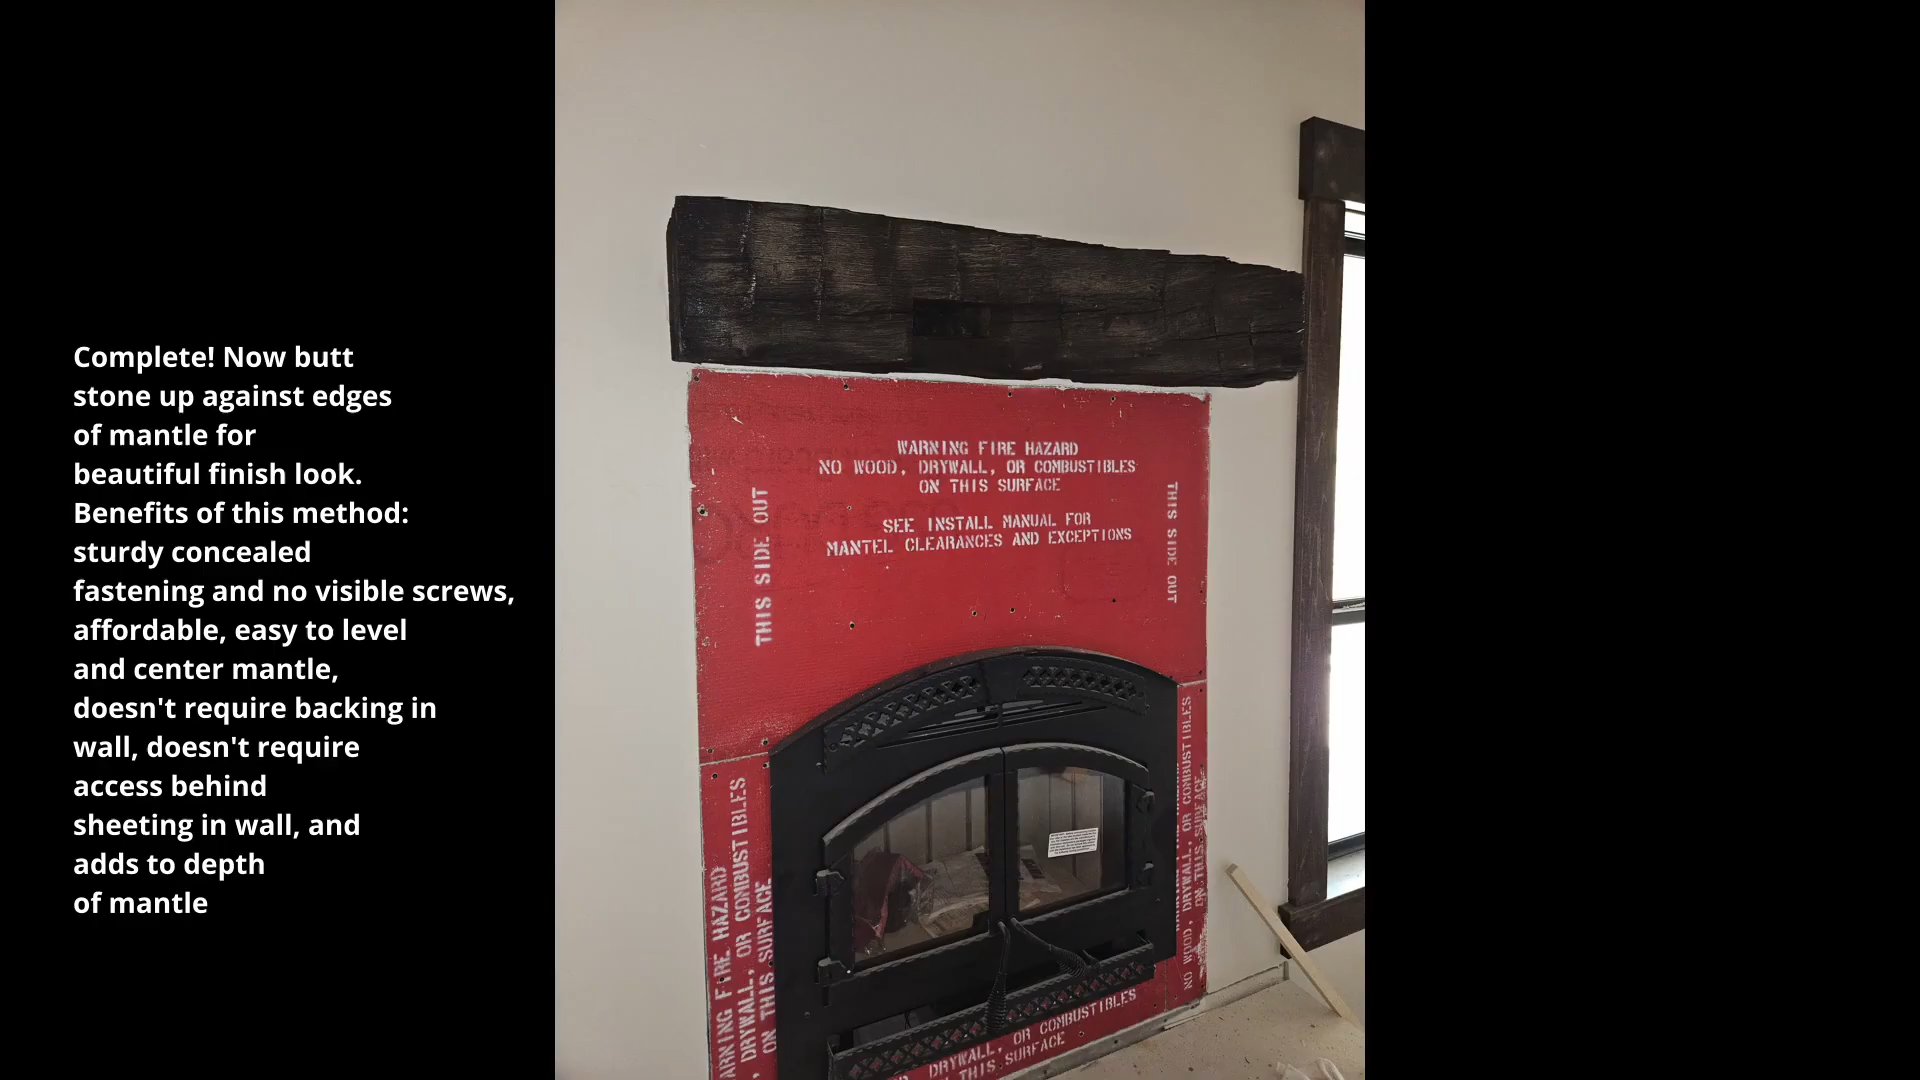 Complete! Now butt
stone up against edges
of mantle for
beautiful finish look.
Benefits of this method:
sturdy concealed
fastening and no visible screws,
affordable, easy to level
and center mantle,
doesn't require backing in
wall, doesn't require
access behind
sheeting in wall, and
adds to depth
of mantle
WARNING FIRE HAZARD
NO WOOD, DRYWALL, OR COMBUSTIBLES
ON THIS SURFACE
SEE INSTALL MANUAL FOR
MANTEL CLEARANCES AND EXCEPTIONS
THIS SIDE OUT
THIS SIDE OUT
ARNING FIRE HAZARD
, DRYWALL, OR COMBUSTIBLES
ON THIS SURFACE
NO WOOD, DRYWALL, OR COMBUSTIBLES
ON THIS SURFACE
DRYWALL, OR COMBUSTIBLES
THIS SURFACE